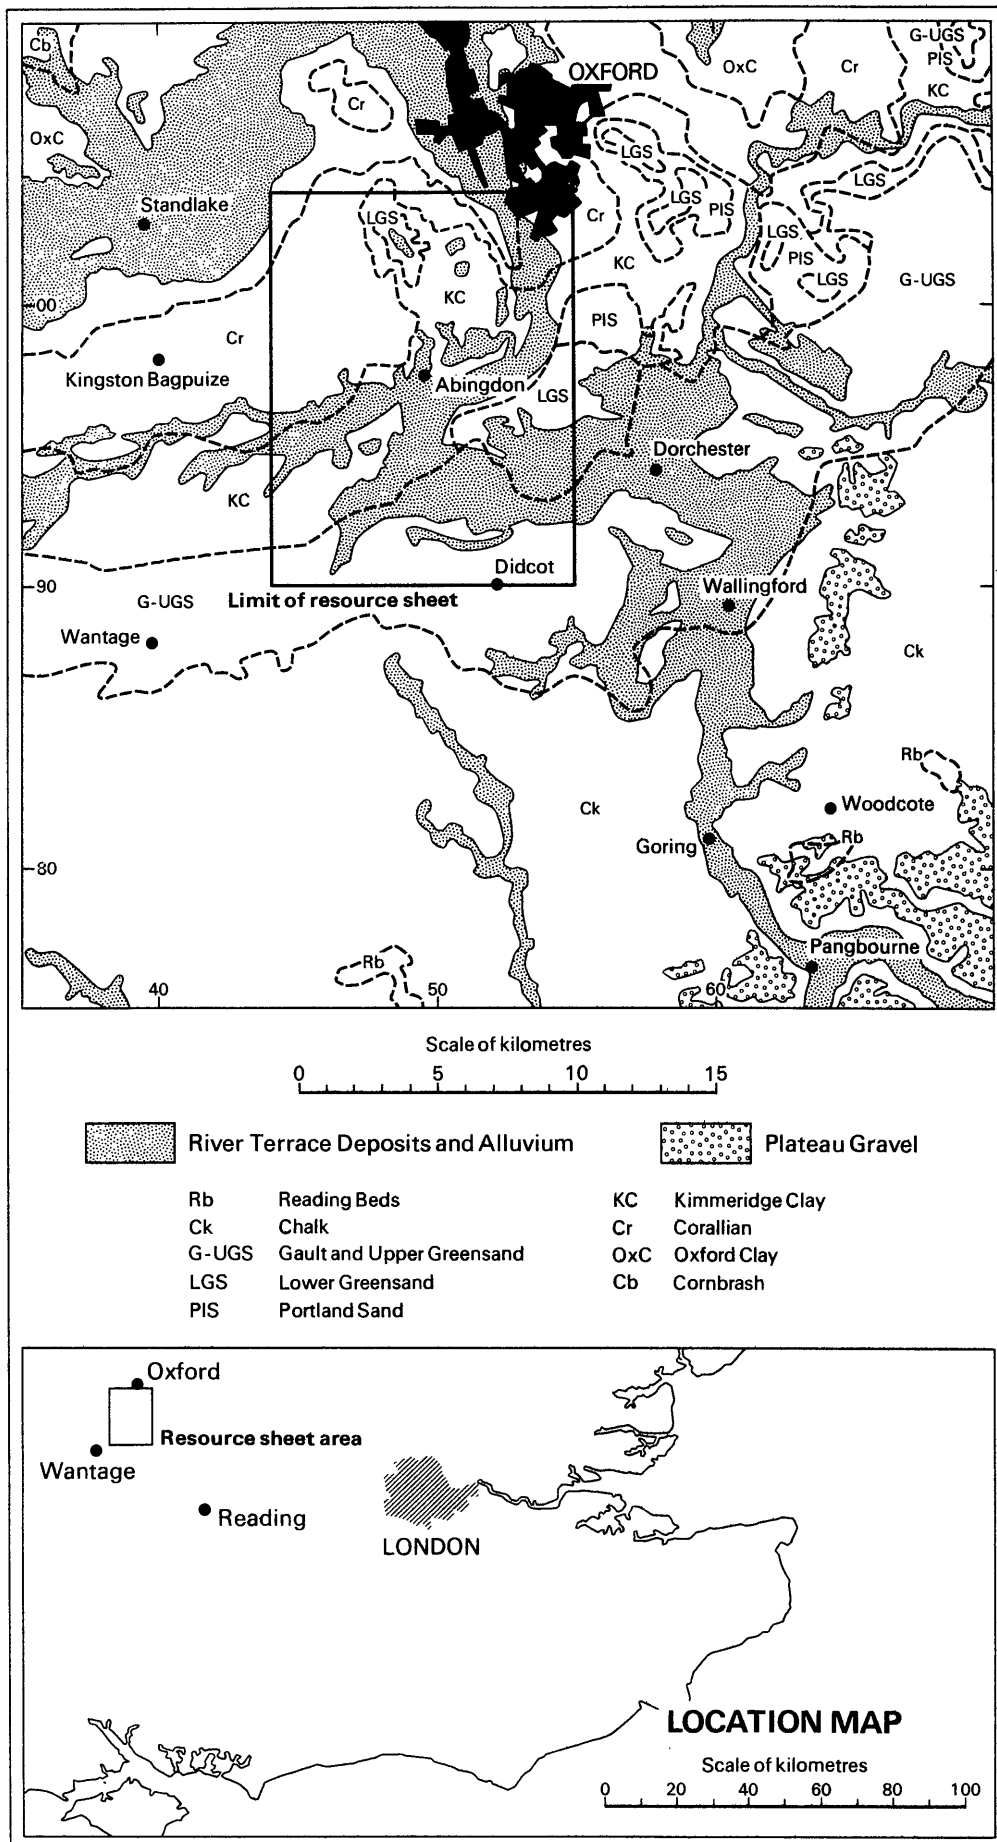 Cb
OXFORD
OxC
Cr
G-UGS
PIS
KC
Cr
OxC
LGS
LGS
Standlake
LGS
Cr
LGS
PIS
LGS
PIS
KC
LGS
G-UGS
00
KC
PIS
Cr
Kingston Bagpuize
Abingdon
LGS
Dorchester
KC
Didcot
90
Wallingford
G-UGS
Limit of resource sheet
Wantage
Ck
Rb
Ck
Woodcote
Goring
Rb
80
Pangbourne
Rb
40
50
60
Scale of kilometres
0 5 10 15
River Terrace Deposits and Alluvium
Plateau Gravel
Rb Reading Beds
KC Kimmeridge Clay
Ck Chalk
Cr Corallian
G-UGS Gault and Upper Greensand
OxC Oxford Clay
LGS Lower Greensand
Cb Cornbrash
PIS Portland Sand
Oxford
Resource sheet area
Wantage
Reading
LONDON
LOCATION MAP
Scale of kilometres
0 20 40 60 80 100